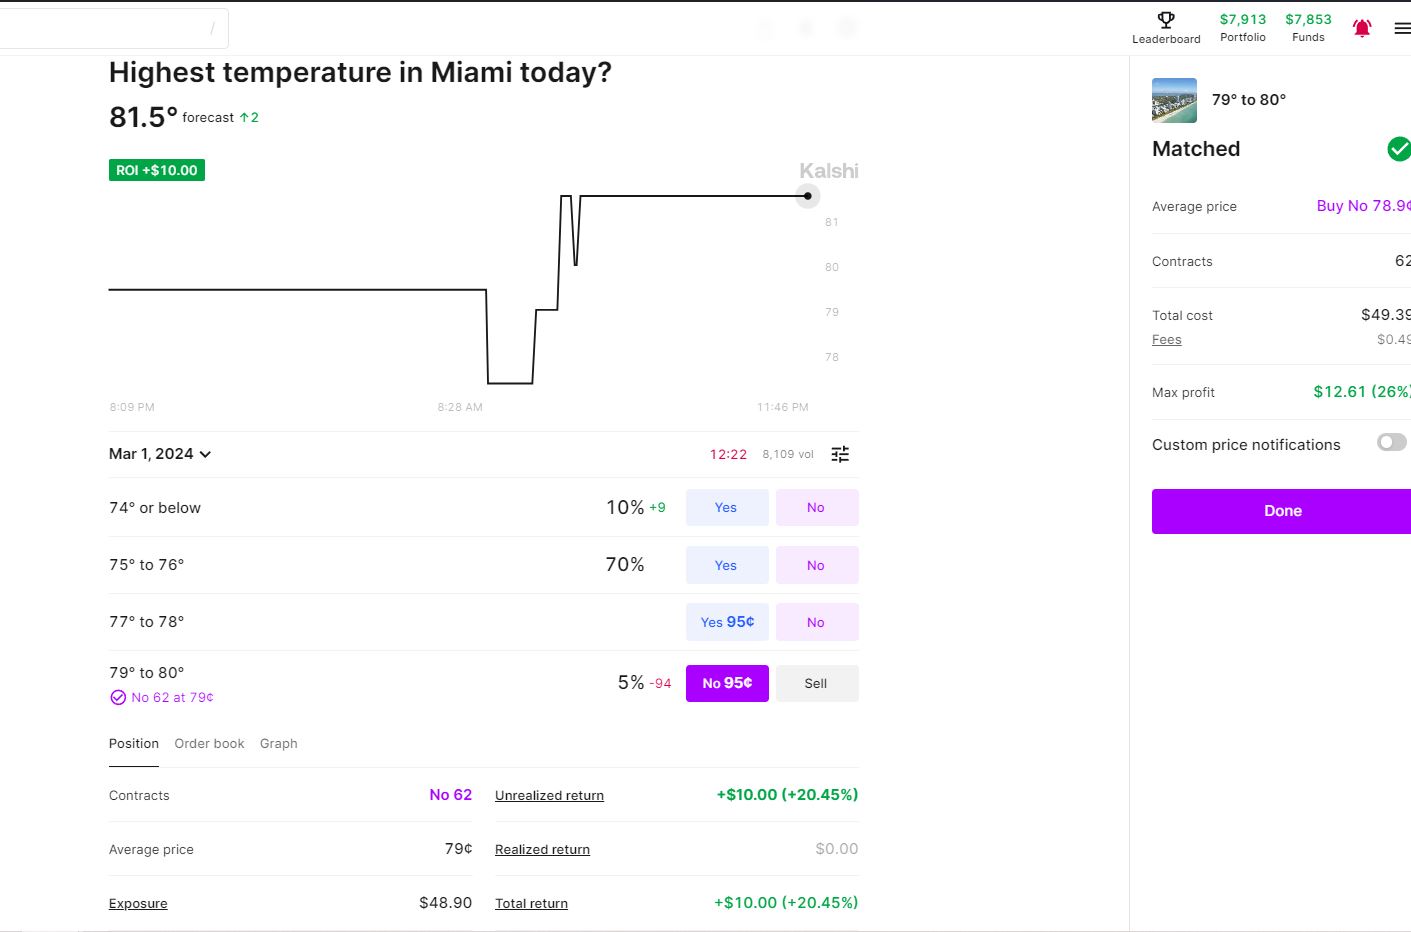 /
Leaderboard
$7,913
Portfolio
$7,853
Funds
Highest temperature in Miami today?
81.5° forecast ↑2
ROI +$10.00
Kalshi
81
80
79
78
8:09 PM
8:28 AM
11:46 PM
Mar 1, 2024
12:22
8,109 vol
74° or below
10% +9
Yes
No
75° to 76°
70%
Yes
No
77° to 78°
Yes 95¢
No
79° to 80°
No 62 at 79¢
5% -94
No 95¢
Sell
Position
Order book
Graph
Contracts
No 62
Unrealized return
+$10.00 (+20.45%)
Average price
79¢
Realized return
$0.00
Exposure
$48.90
Total return
+$10.00 (+20.45%)
79° to 80°
Matched
Average price
Buy No 78.9¢
Contracts
62
Total cost
$49.39
Fees
$0.49
Max profit
$12.61 (26%)
Custom price notifications
Done